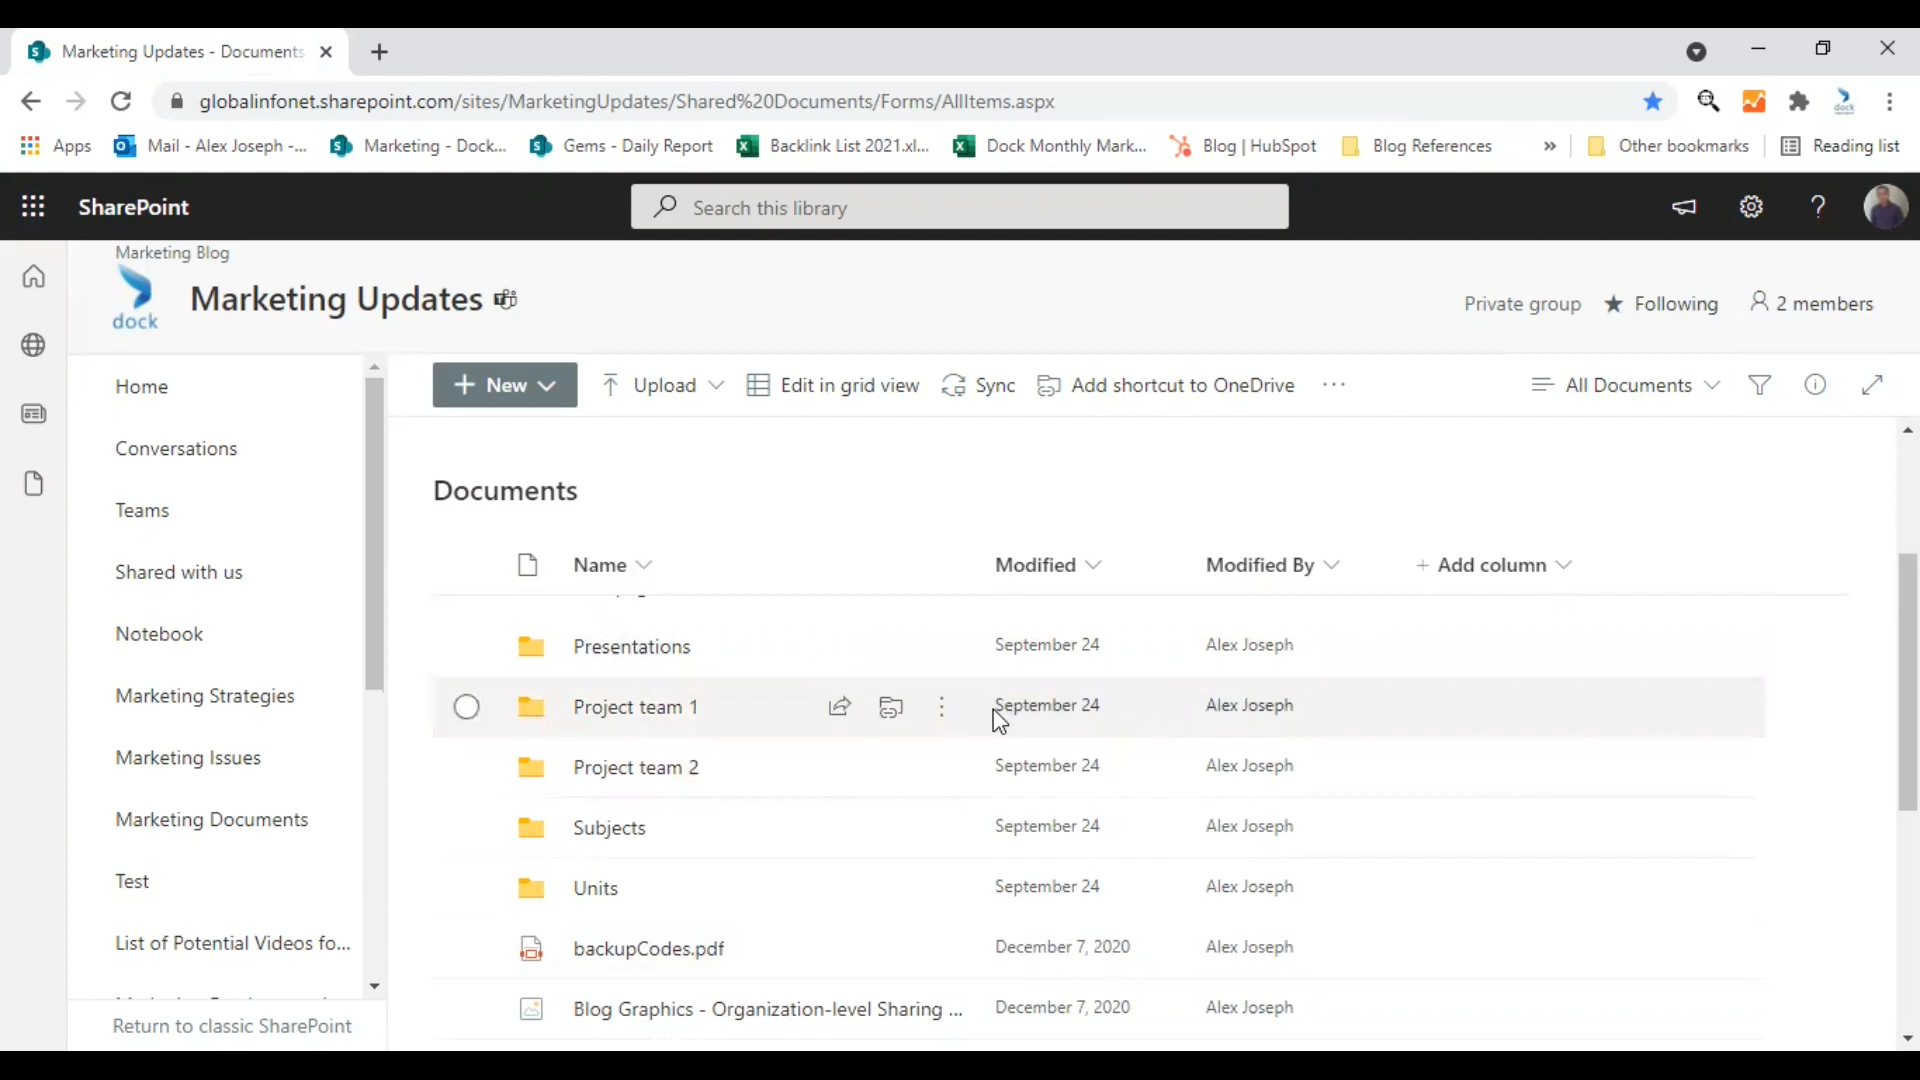 Marketing Updates - Documents
globalinfonet.sharepoint.com/sites/MarketingUpdates/Shared%20Documents/Forms/AllItems.aspx
Apps Mail - Alex Joseph -... Marketing - Dock... Gems - Daily Report Backlink List 2021.xl... Dock Monthly Mark... Blog | HubSpot Blog References » Other bookmarks Reading list
SharePoint Search this library
Marketing Blog
dock
Marketing Updates
Private group Following 2 members
Home
Conversations
Teams
Shared with us
Notebook
Marketing Strategies
Marketing Issues
Marketing Documents
Test
List of Potential Videos fo...
Return to classic SharePoint
+ New Upload Edit in grid view Sync Add shortcut to OneDrive ... All Documents
Documents
Name Modified Modified By + Add column
Presentations September 24 Alex Joseph
Project team 1 September 24 Alex Joseph
Project team 2 September 24 Alex Joseph
Subjects September 24 Alex Joseph
Units September 24 Alex Joseph
backupCodes.pdf December 7, 2020 Alex Joseph
Blog Graphics - Organization-level Sharing ... December 7, 2020 Alex Joseph